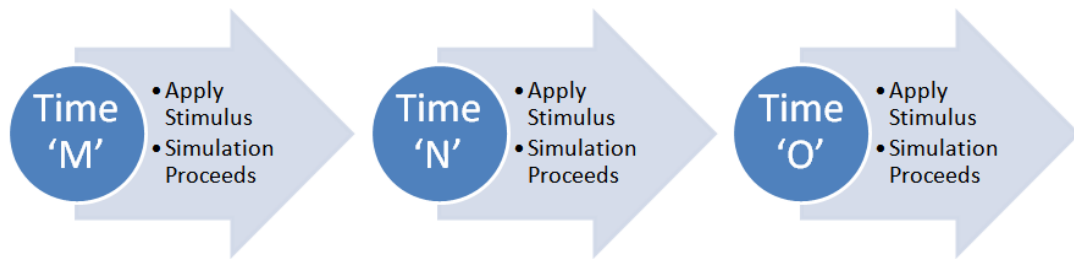 Time
‘M’
• Apply
Stimulus
• Simulation
Proceeds
Time
‘N’
• Apply
Stimulus
• Simulation
Proceeds
Time
‘O’
• Apply
Stimulus
• Simulation
Proceeds